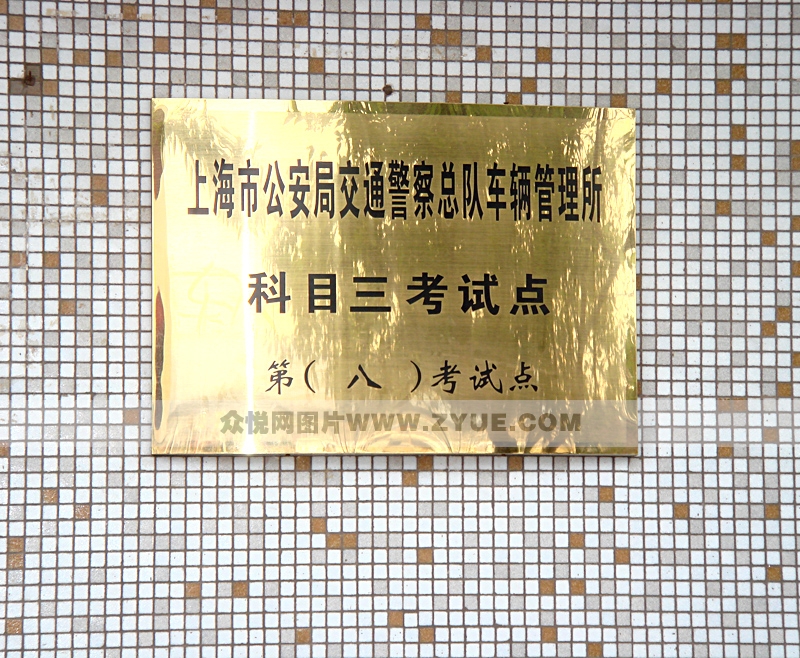 上海市公安局交通警察总队车辆管理所
科目三考试点
第( 八 )考试点
众悦网图片WWW.ZYUE.COM